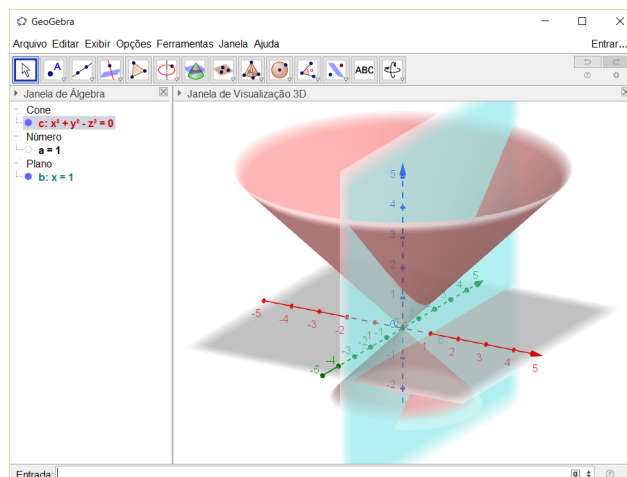 GeoGebra
Arquivo Editar Exibir Opções Ferramentas Janela Ajuda
Entrar...
A
ABC
Janela de Álgebra
Janela de Visualização 3D
Cone
c: x² + y² - z² = 0
Número
a = 1
Plano
b: x = 1
5
4
3
2
1
0
-1
-2
-5
-4
-3
-2
-1
1
2
3
4
5
-5
-4
-3
-2
-1
1
3
4
5
Entrada:
α